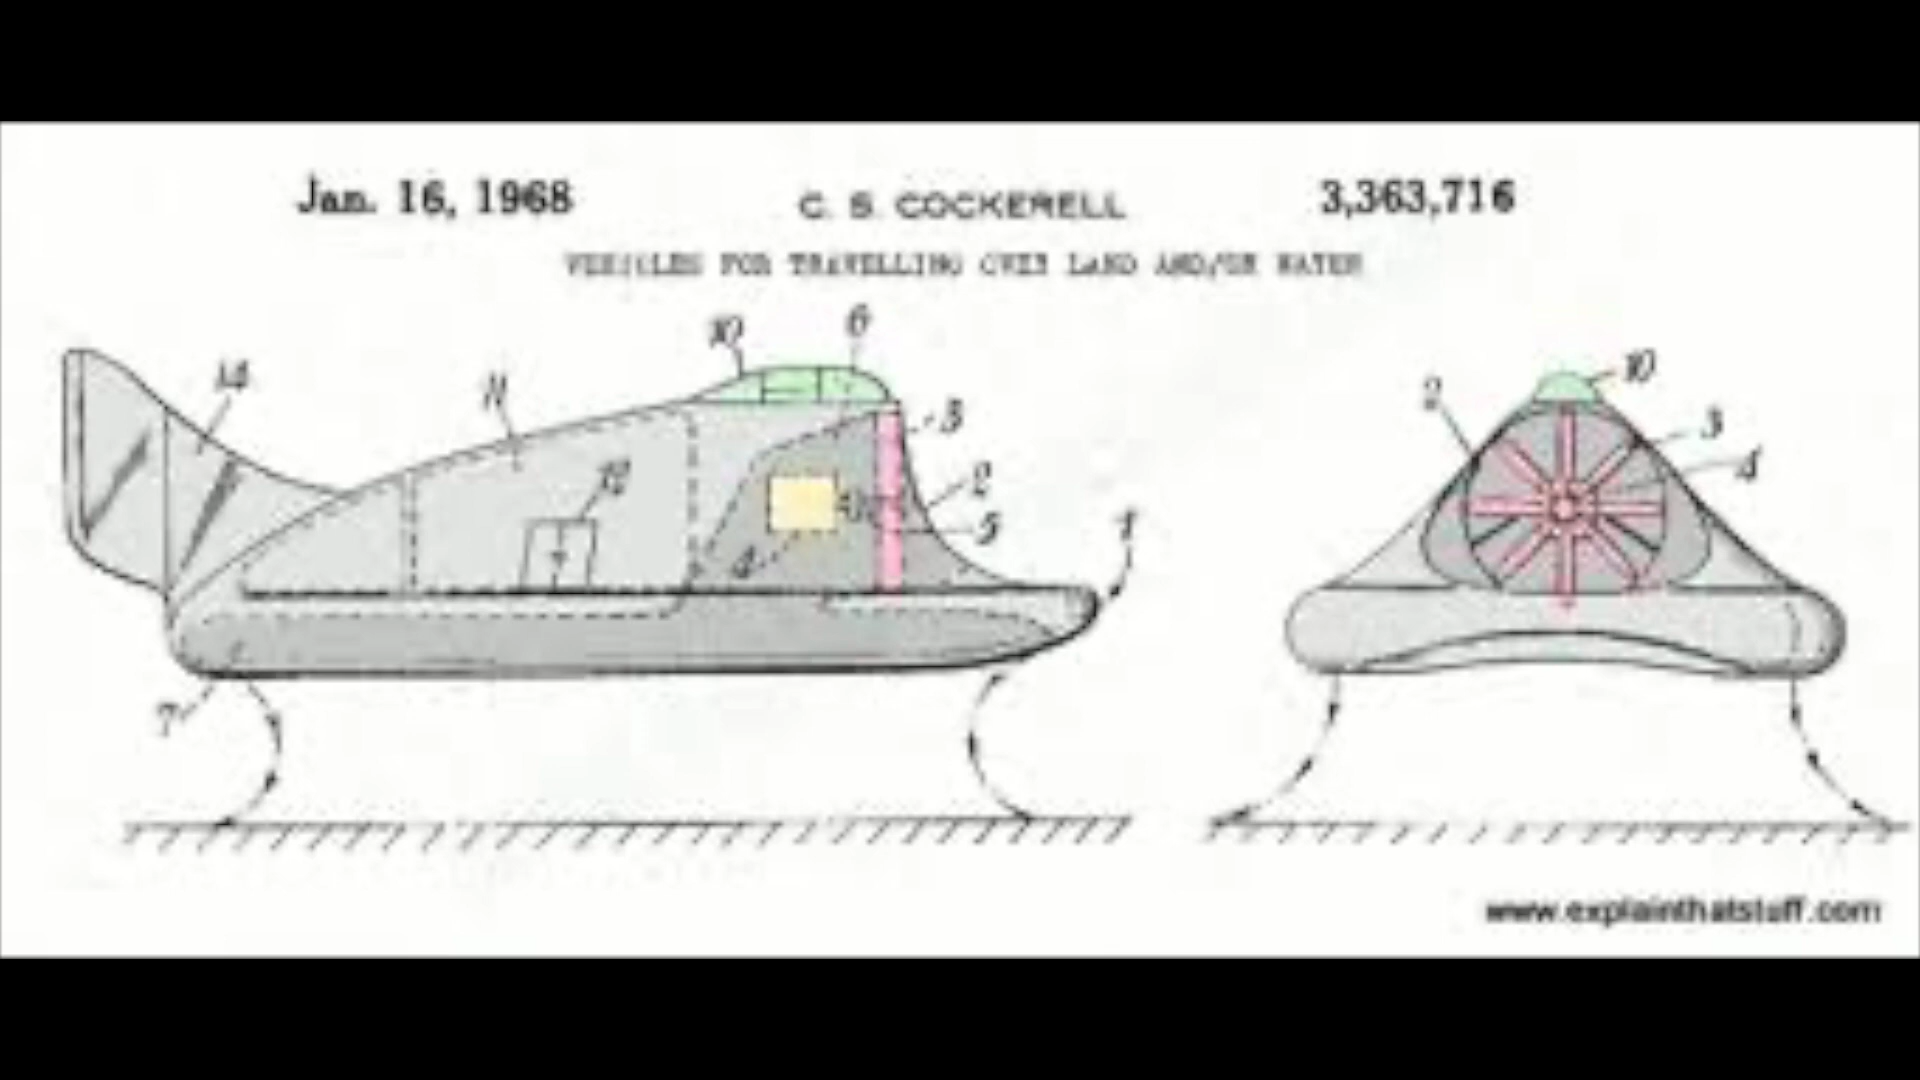 Jan. 16, 1968 C. S. COCKERELL 3,363,716
VEHICLES FOR TRAVELLING OVER LAND AND/OR WATER
10 6
14 11 3
10
2 3
12 2 4
5 1
4
7
www.explainthatstuff.com